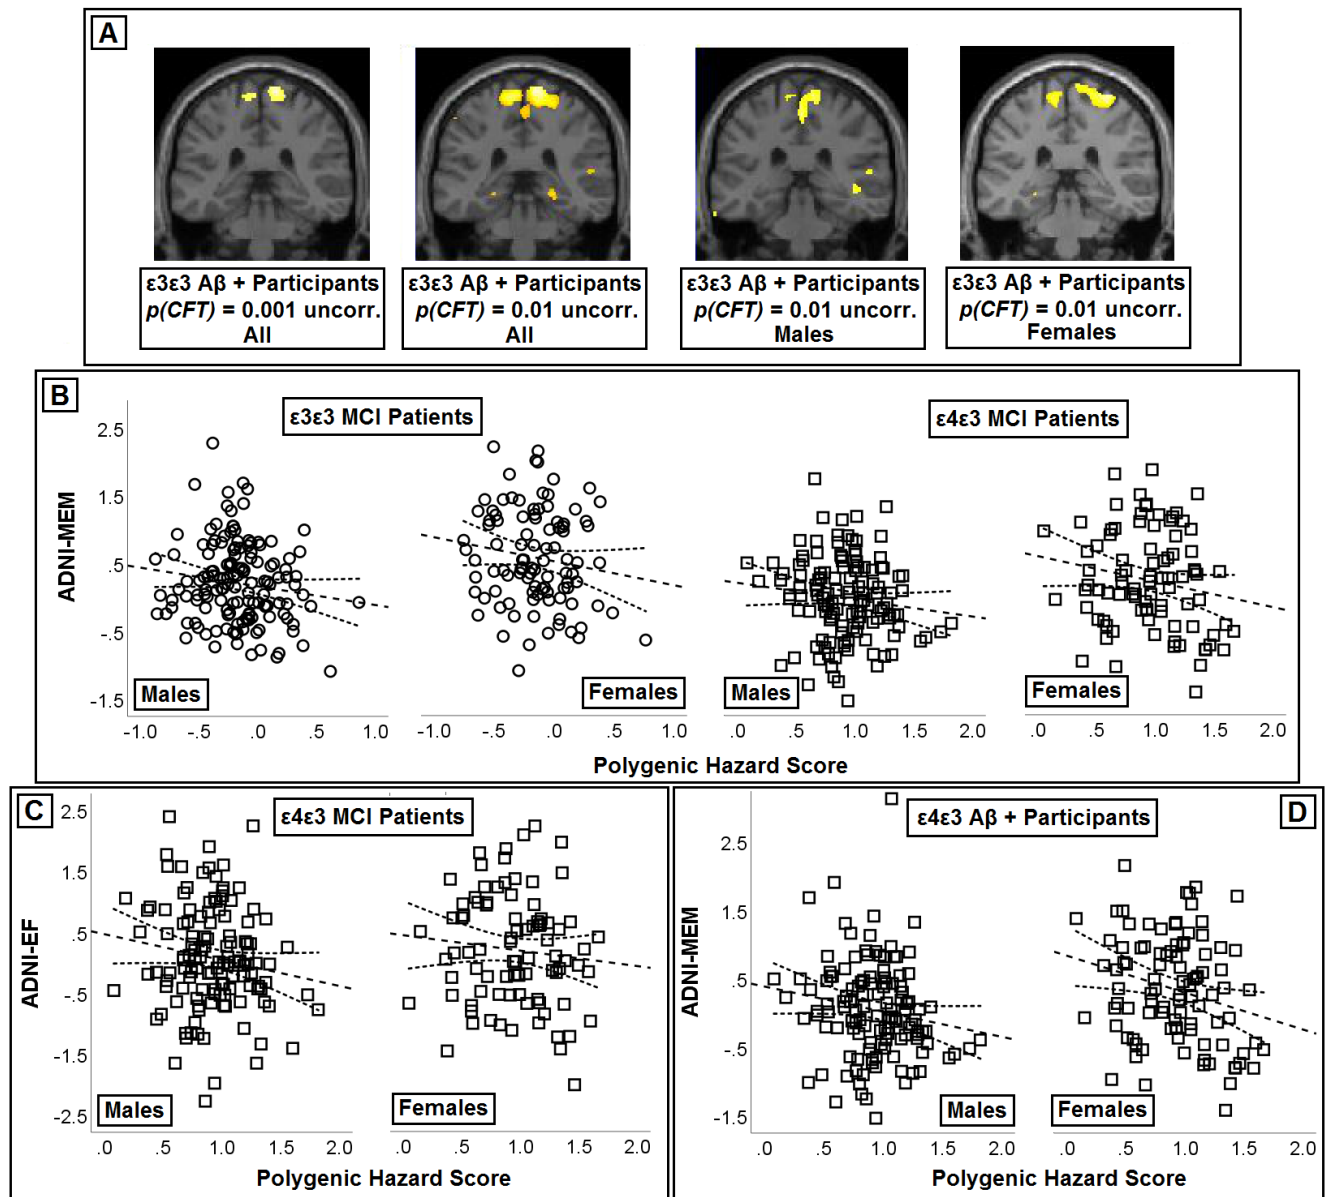 A
ε3ε3 Aβ + Participants
p(CFT) = 0.001 uncorr.
All
ε3ε3 Aβ + Participants
p(CFT) = 0.01 uncorr.
All
ε3ε3 Aβ + Participants
p(CFT) = 0.01 uncorr.
Males
ε3ε3 Aβ + Participants
p(CFT) = 0.01 uncorr.
Females
B
ε3ε3 MCI Patients
ε4ε3 MCI Patients
ADNI-MEM
2.5
1.5
.5
-.5
-1.5
Males
Females
Males
Females
-1.0 -.5 .0 .5 1.0
-1.0 -.5 .0 .5 1.0
.0 .5 1.0 1.5 2.0
.0 .5 1.0 1.5 2.0
Polygenic Hazard Score
C
ε4ε3 MCI Patients
ADNI-EF
2.5
1.5
.5
-.5
-1.5
-2.5
Males
Females
.0 .5 1.0 1.5 2.0
.0 .5 1.0 1.5 2.0
Polygenic Hazard Score
D
ε4ε3 Aβ + Participants
ADNI-MEM
2.5
1.5
.5
-.5
-1.5
Males
Females
.0 .5 1.0 1.5 2.0
.0 .5 1.0 1.5 2.0
Polygenic Hazard Score